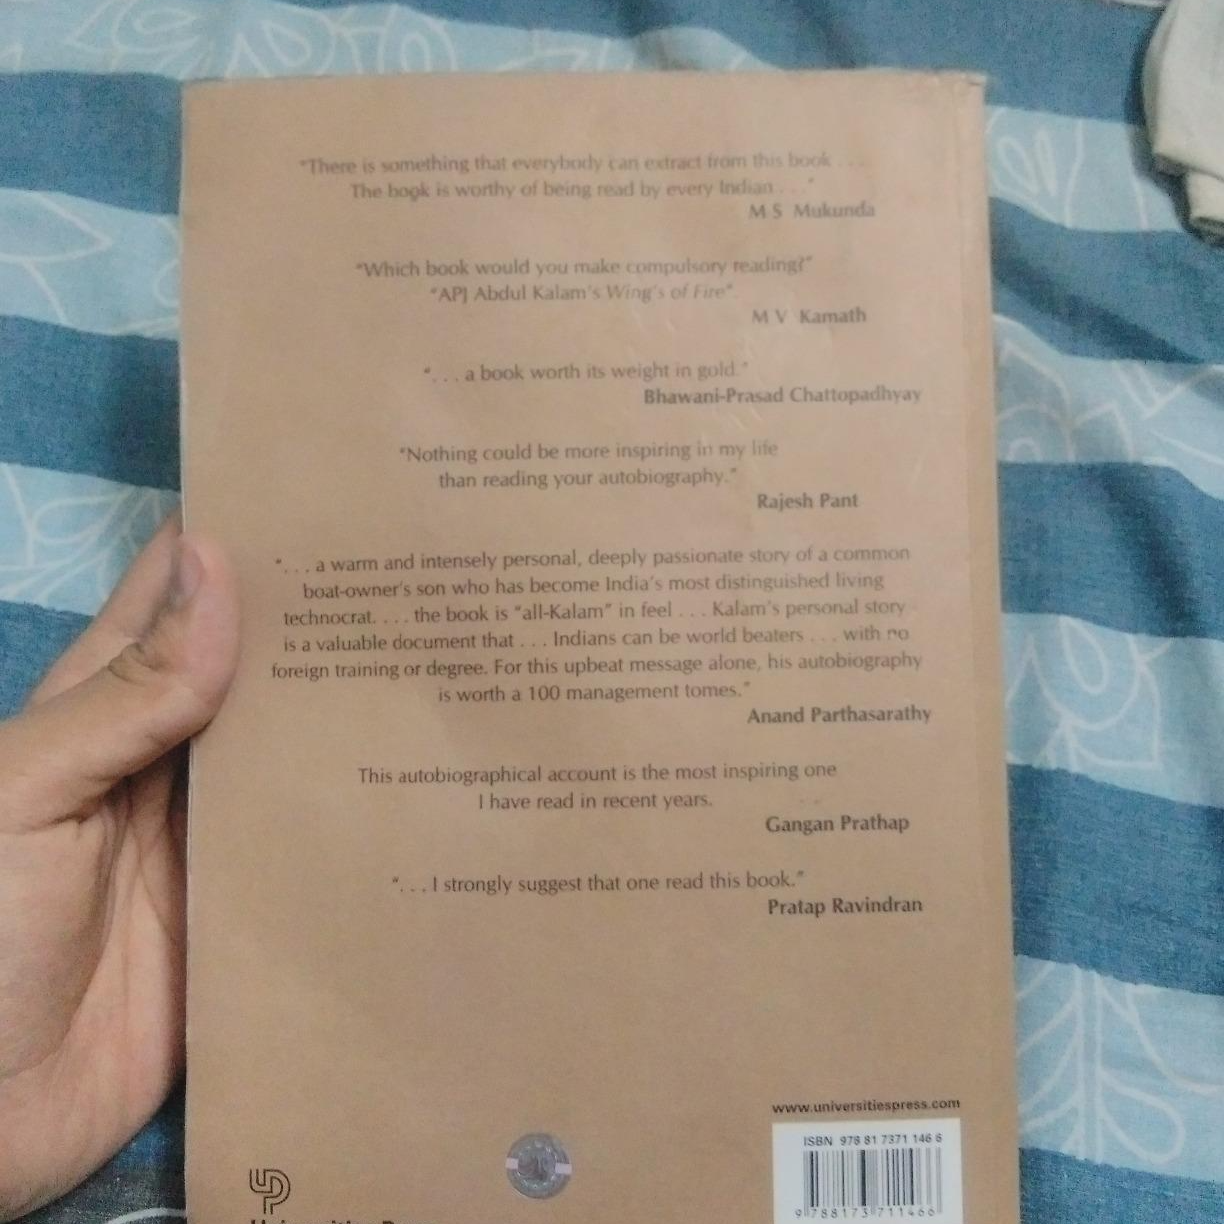 "There is something that everybody can extract from this book . . .
The book is worthy of being read by every Indian . . ."
M S Mukunda
"Which book would you make compulsory reading?"
"APJ Abdul Kalam's Wing's of Fire".
M V Kamath
". . . a book worth its weight in gold."
Bhawani-Prasad Chattopadhyay
"Nothing could be more inspiring in my life
than reading your autobiography."
Rajesh Pant
". . . a warm and intensely personal, deeply passionate story of a common
boat-owner's son who has become India's most distinguished living
technocrat. . . . the book is "all-Kalam" in feel . . . Kalam's personal story
is a valuable document that . . . Indians can be world beaters . . . with no
foreign training or degree. For this upbeat message alone, his autobiography
is worth a 100 management tomes."
Anand Parthasarathy
This autobiographical account is the most inspiring one
I have read in recent years.
Gangan Prathap
". . . I strongly suggest that one read this book."
Pratap Ravindran
www.universitiespress.com
ISBN 978 81 7371 146 6
9 788173 711466